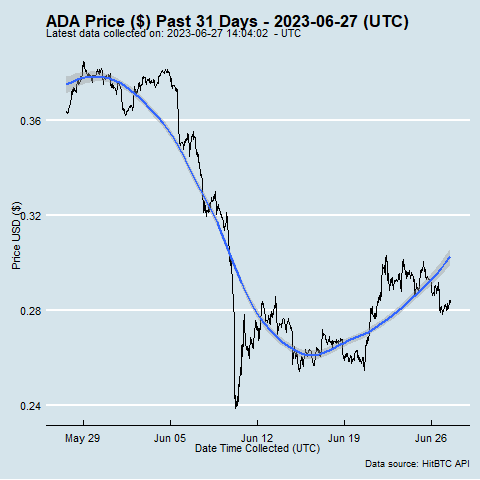 ADA Price ($) Past 31 Days - 2023-06-27 (UTC)
Latest data collected on: 2023-06-27 14:04:02 - UTC
0.36
0.32
0.28
0.24
Price USD ($)
May 29 Jun 05 Jun 12 Jun 19 Jun 26
Date Time Collected (UTC)
Data source: HitBTC API